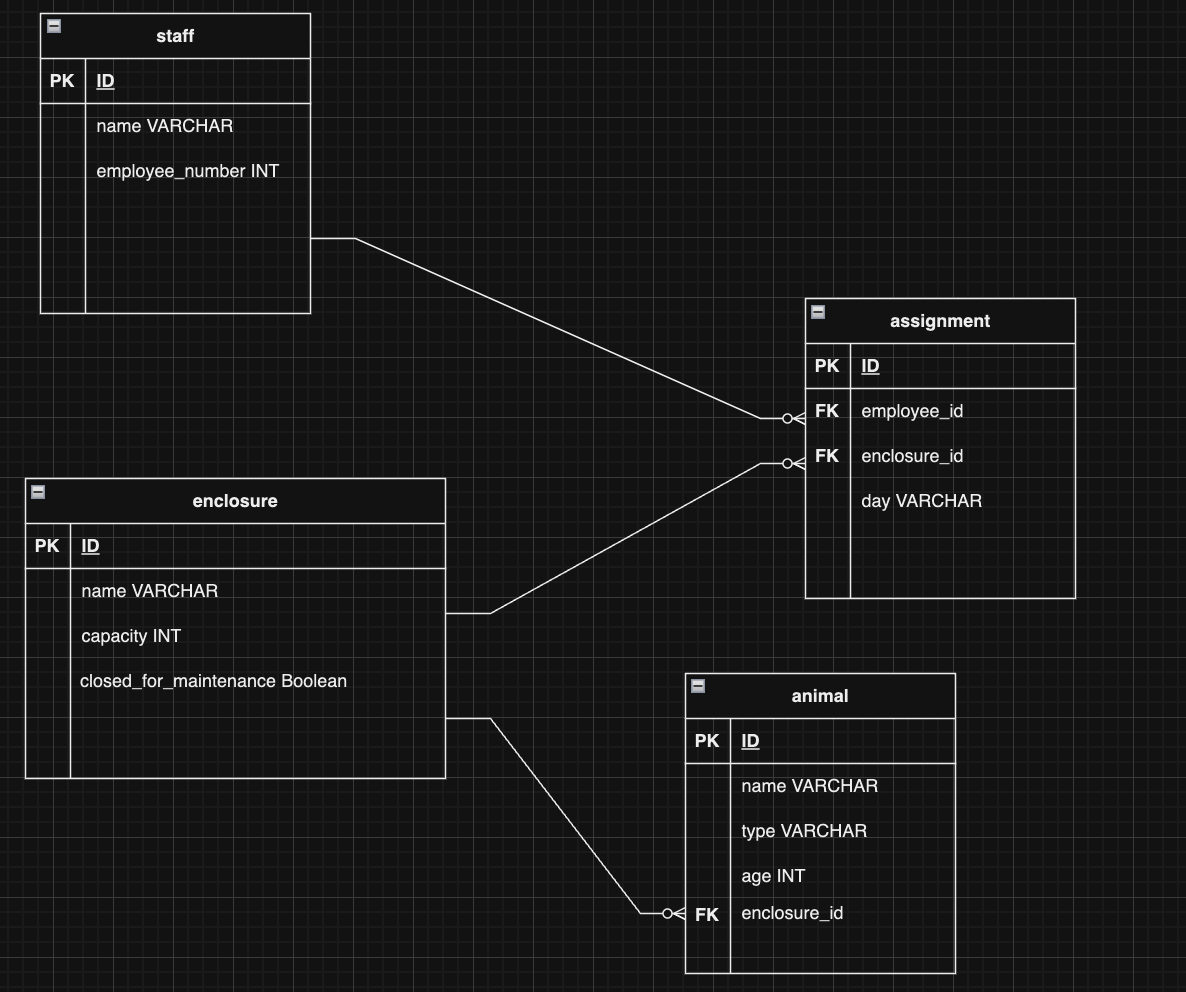 staff
PK ID
name VARCHAR
employee_number INT
assignment
PK ID
FK employee_id
FK enclosure_id
day VARCHAR
enclosure
PK ID
name VARCHAR
capacity INT
closed_for_maintenance Boolean
animal
PK ID
name VARCHAR
type VARCHAR
age INT
FK enclosure_id